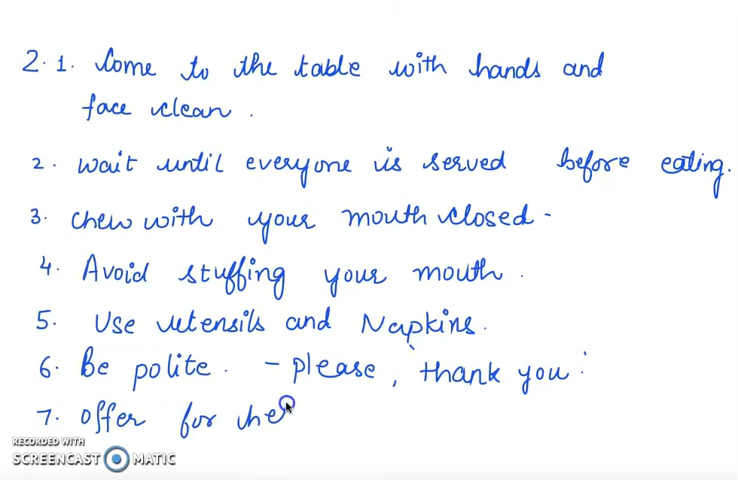 2. 1. Come to the table with hands and
face clean.
2. wait until everyone is served before eating.
3. chew with your mouth closed -
4. Avoid stuffing your mouth.
5. Use utensils and Napkins.
6. Be polite. - please, thank you.
7. offer for he
RECORDED WITH
SCREENCAST MATIC